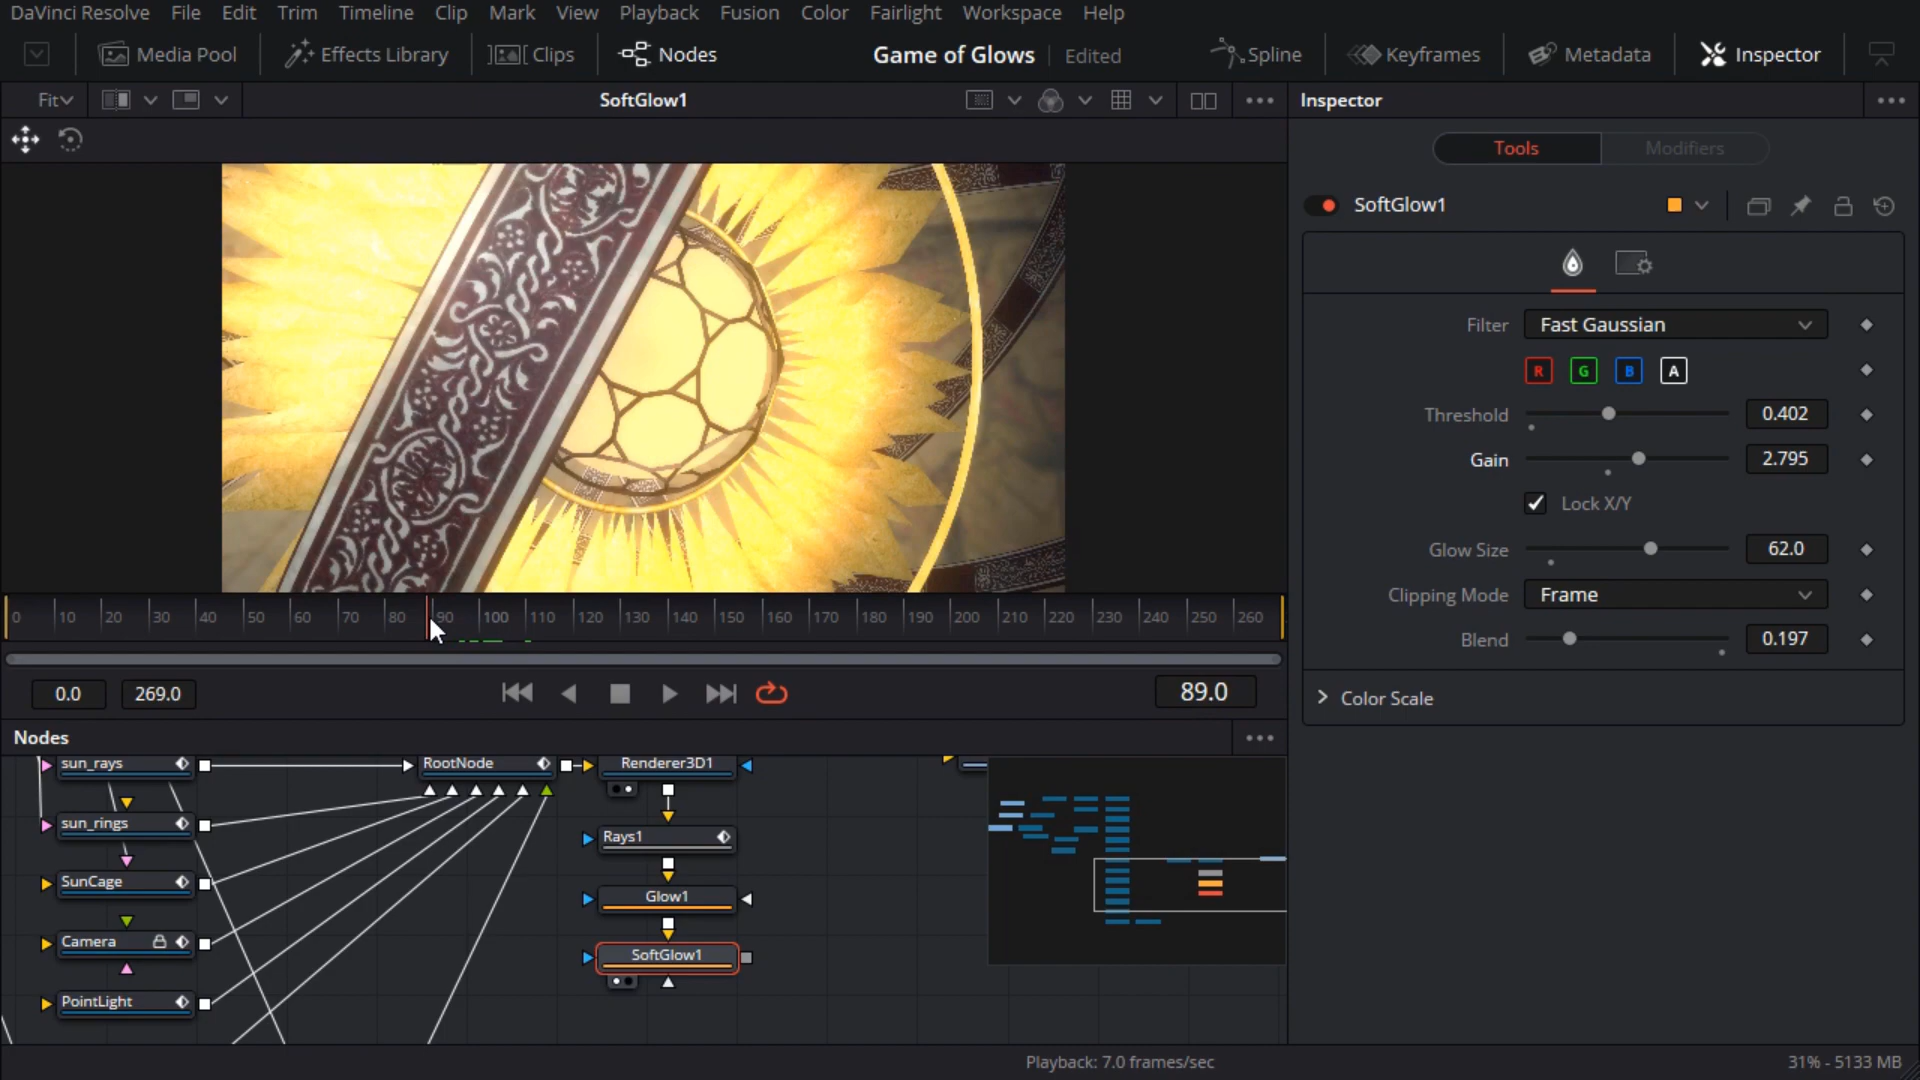 DaVinci Resolve File Edit Trim Timeline Clip Mark View Playback Fusion Color Fairlight Workspace Help
Media Pool Effects Library Clips Nodes Game of Glows Edited Spline Keyframes Metadata Inspector
Fit SoftGlow1 Inspector
Tools Modifiers
SoftGlow1
Filter Fast Gaussian
R G B A
Threshold 0.402
Gain 2.795
Lock X/Y
Glow Size 62.0
Clipping Mode Frame
Blend 0.197
Color Scale
0 10 20 30 40 50 60 70 80 90 100 110 120 130 140 150 160 170 180 190 200 210 220 230 240 250 260
0.0 269.0 89.0
Nodes
sun_rays RootNode Renderer3D1
sun_rings Rays1
SunCage Glow1
Camera SoftGlow1
PointLight
Playback: 7.0 frames/sec 31% - 5133 MB